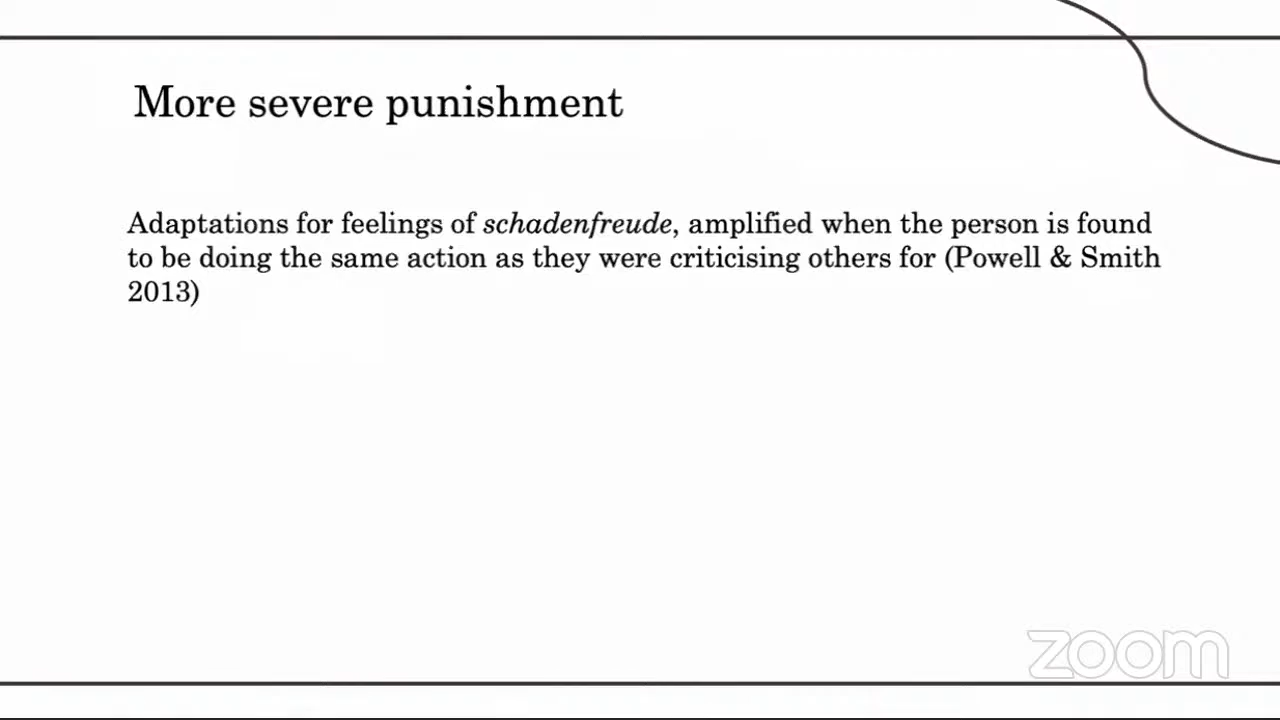 More severe punishment
Adaptations for feelings of schadenfreude, amplified when the person is found
to be doing the same action as they were criticising others for (Powell & Smith
2013)
zoom